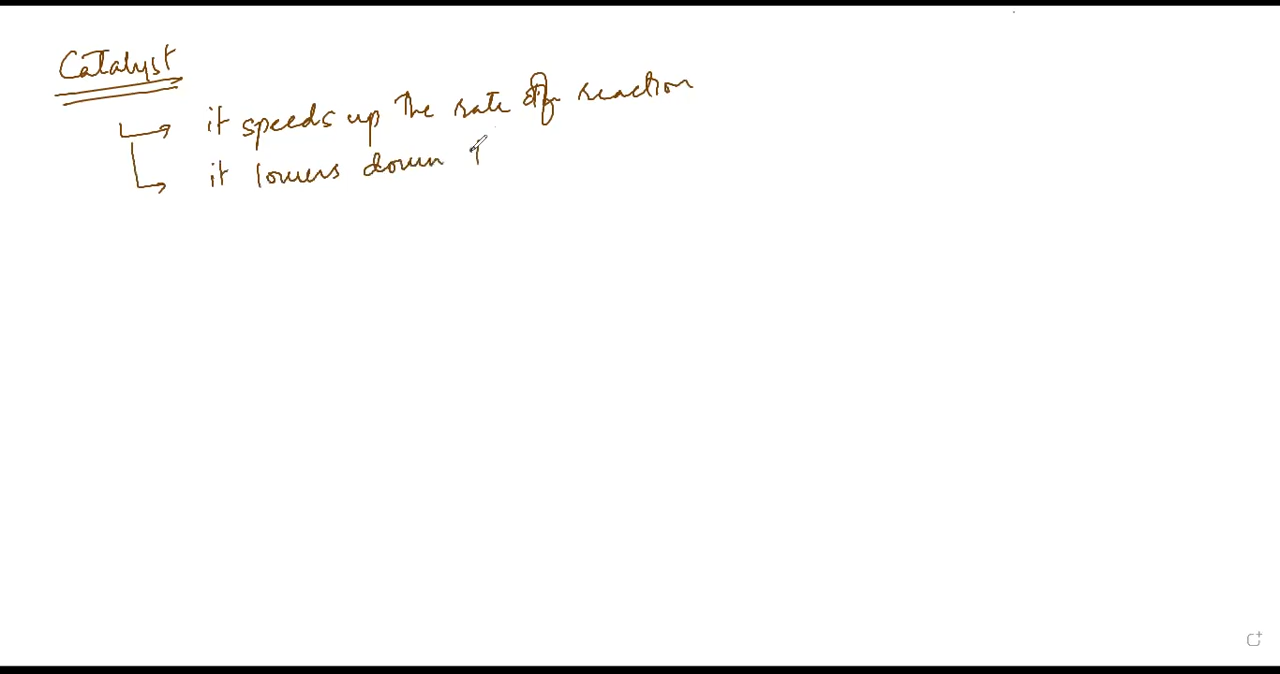 Catalyst
it speeds up the rate of reaction
it lowers down